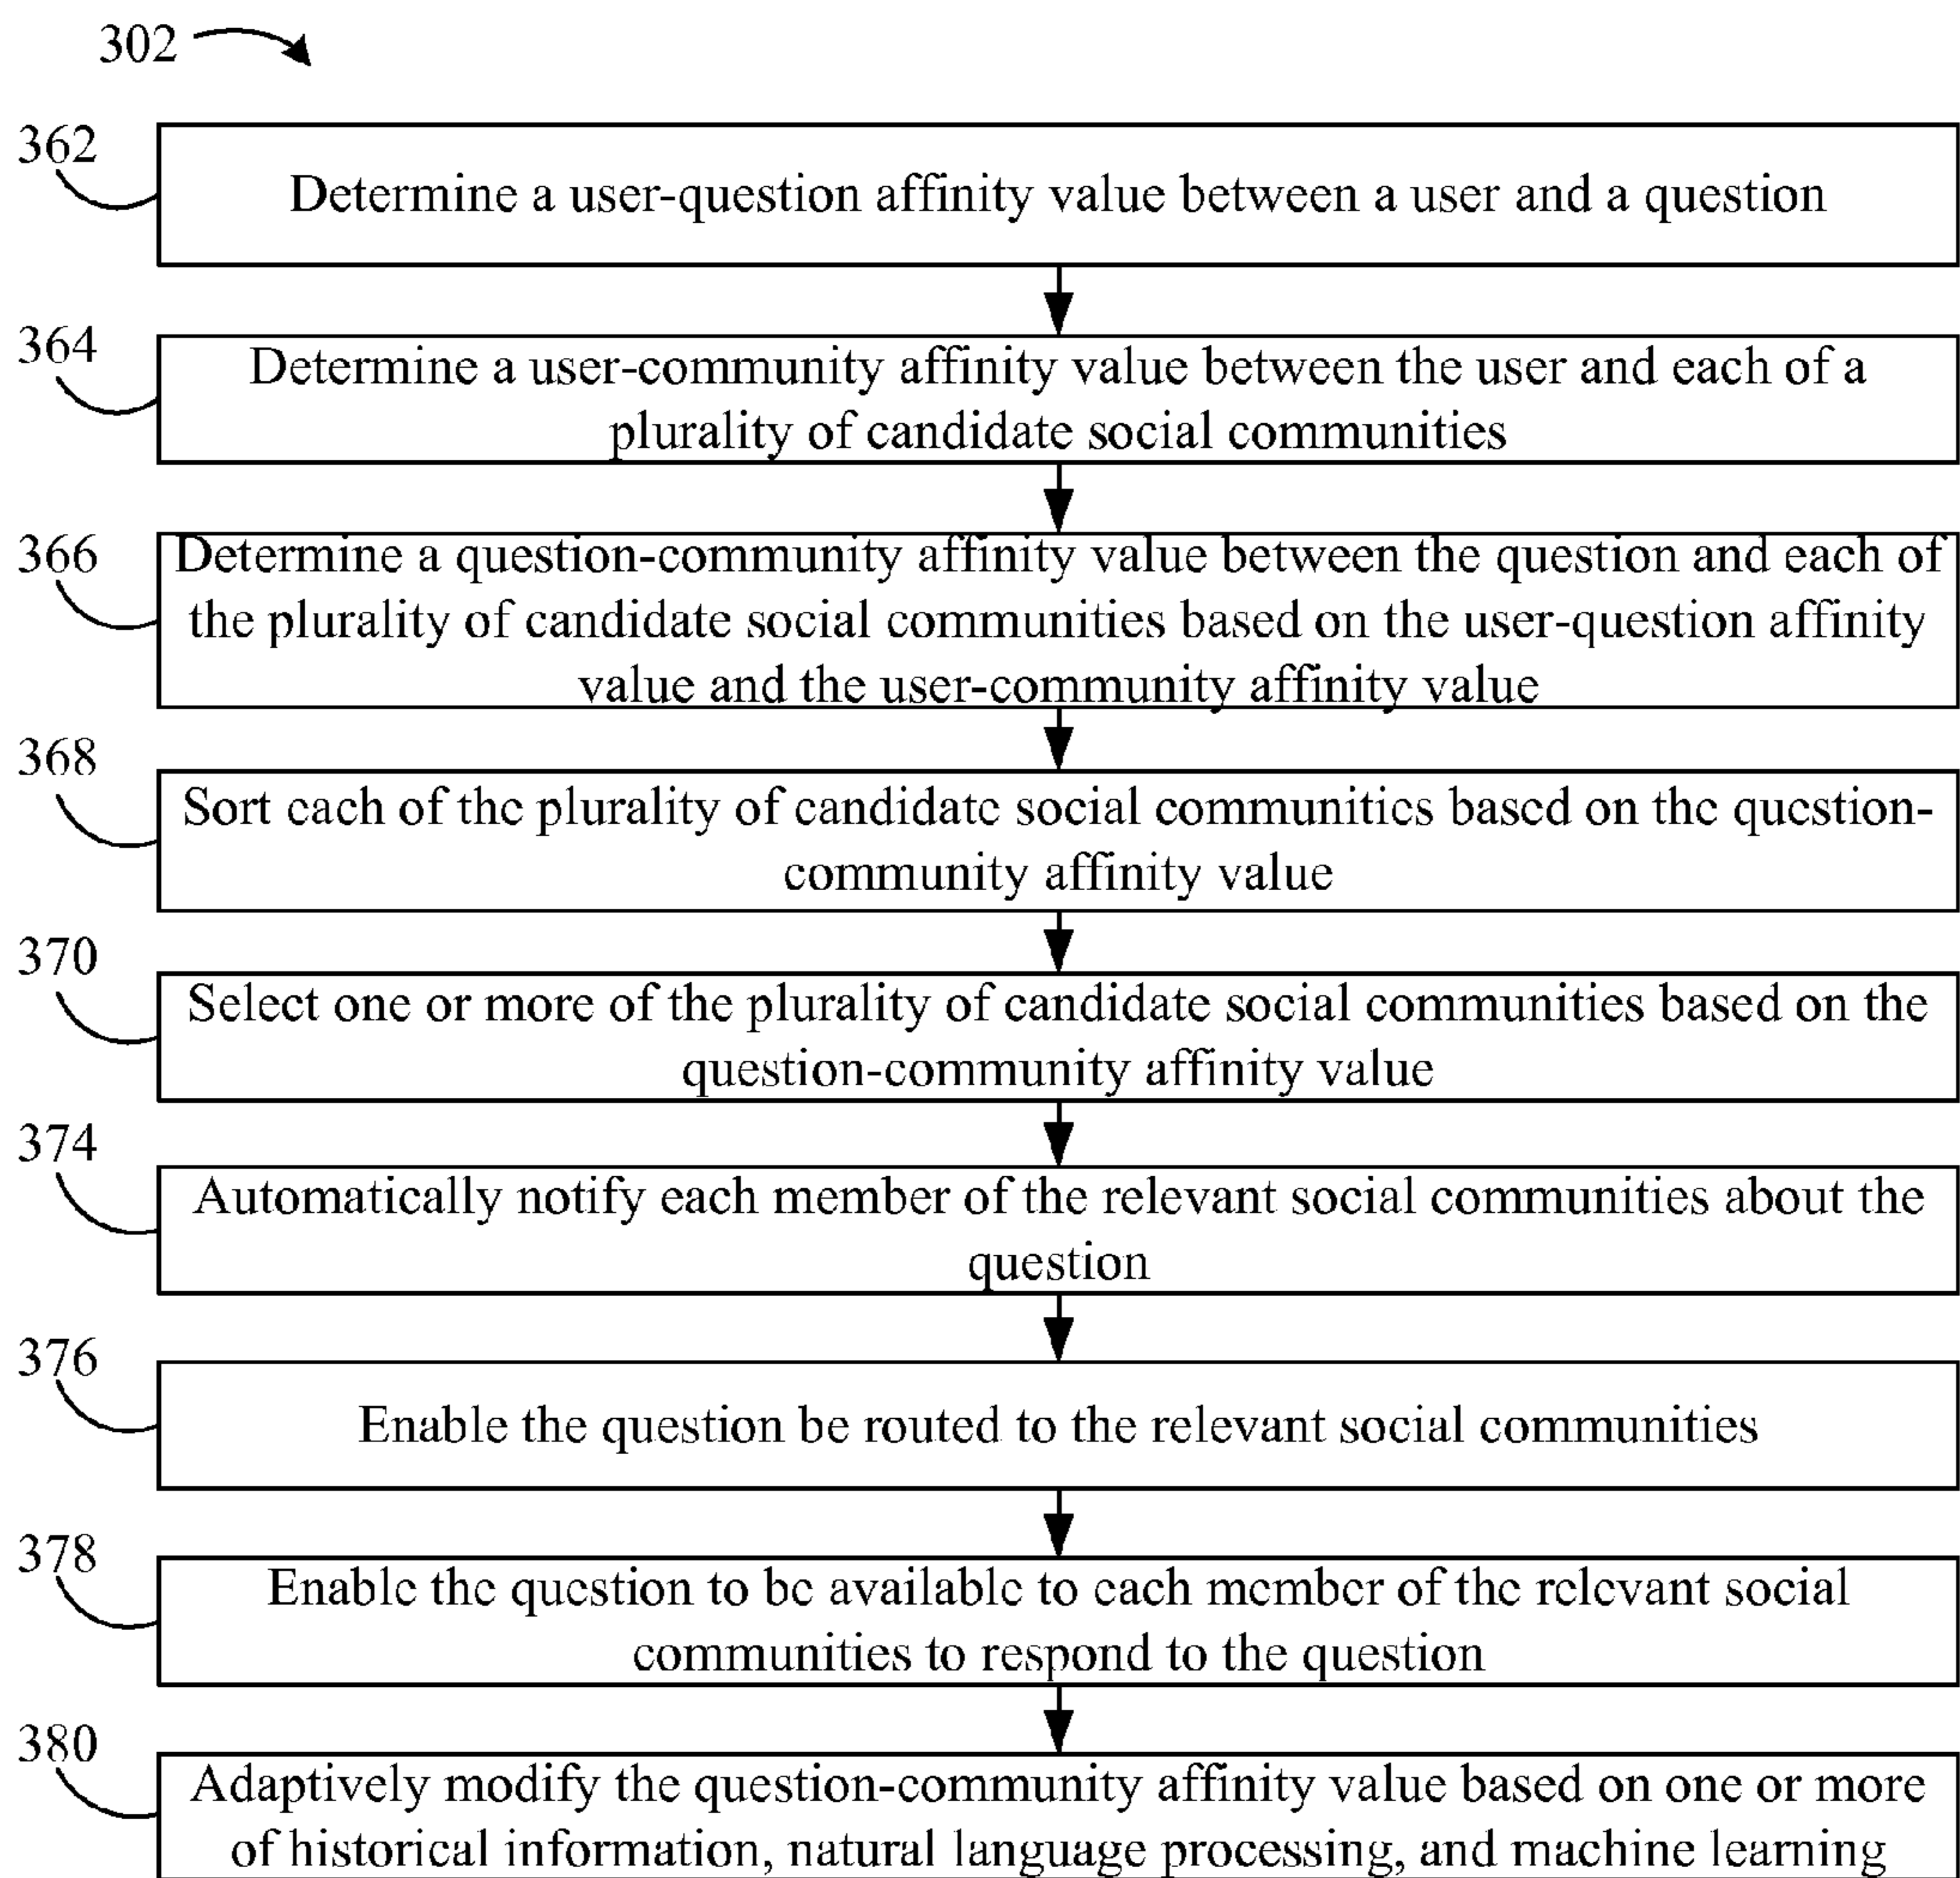 302
362
Determine a user-question affinity value between a user and a question
364
Determine a user-community affinity value between the user and each of a
plurality of candidate social communities
366
Determine a question-community affinity value between the question and each of
the plurality of candidate social communities based on the user-question affinity
value and the user-community affinity value
368
Sort each of the plurality of candidate social communities based on the question-
community affinity value
370
Select one or more of the plurality of candidate social communities based on the
question-community affinity value
374
Automatically notify each member of the relevant social communities about the
question
376
Enable the question be routed to the relevant social communities
378
Enable the question to be available to each member of the relevant social
communities to respond to the question
380
Adaptively modify the question-community affinity value based on one or more
of historical information, natural language processing, and machine learning